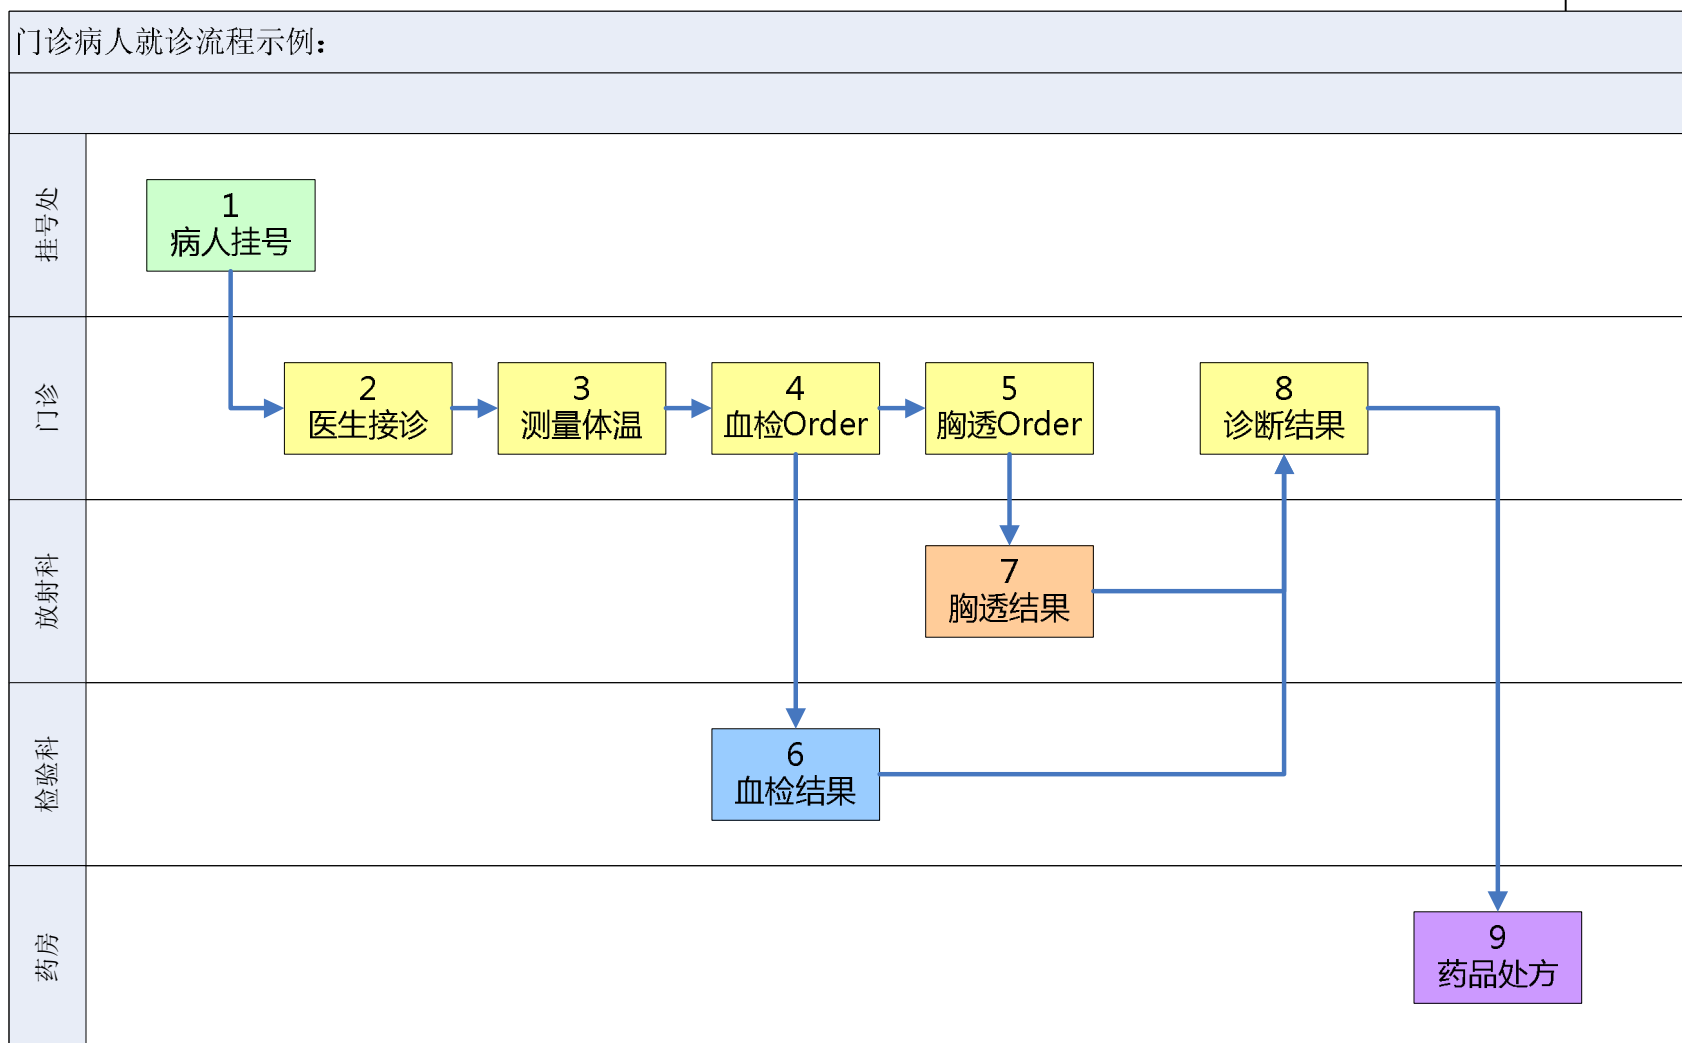 门诊病人就诊流程示例：
挂号处
1
病人挂号
门诊
2
医生接诊
3
测量体温
4
血检Order
5
胸透Order
8
诊断结果
放射科
7
胸透结果
检验科
6
血检结果
药房
9
药品处方